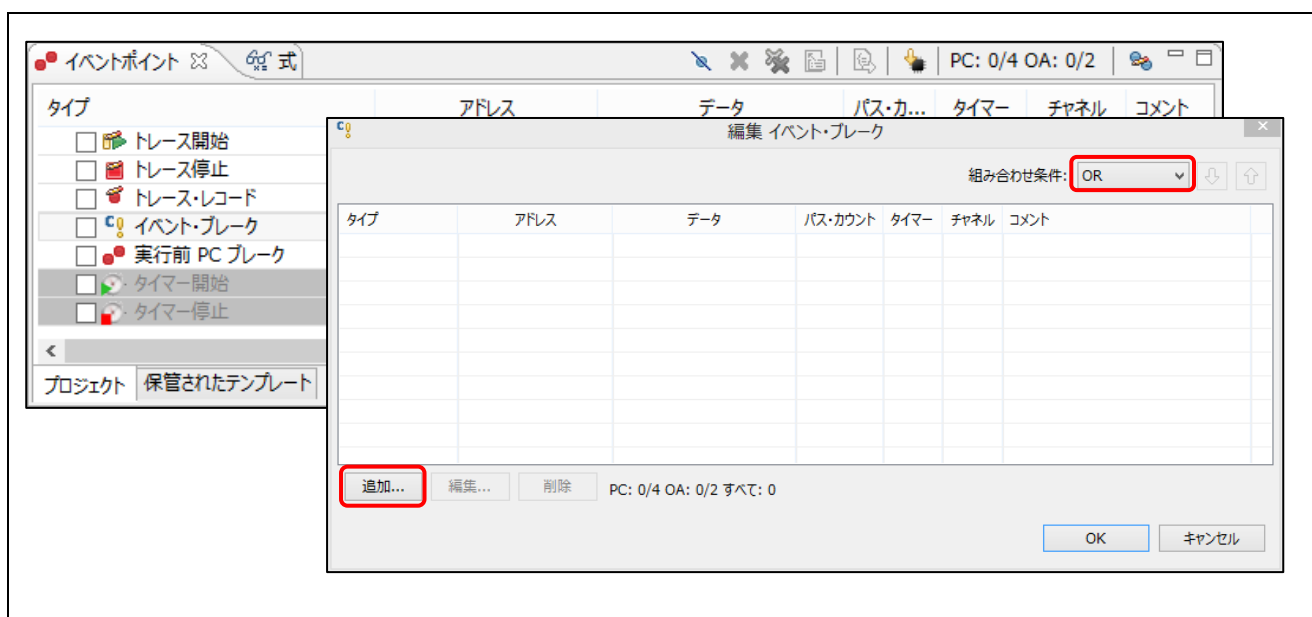 イベントポイント 式 PC: 0/4 OA: 0/2
タイプ アドレス データ パス・カ... タイマー チャネル コメント
トレース開始
トレース停止
トレース・レコード
イベント・ブレーク
実行前 PC ブレーク
タイマー開始
タイマー停止
プロジェクト 保管されたテンプレート
編集 イベント・ブレーク
組み合わせ条件: OR
タイプ アドレス データ パス・カウント タイマー チャネル コメント
追加... 編集... 削除 PC: 0/4 OA: 0/2 すべて: 0
OK キャンセル